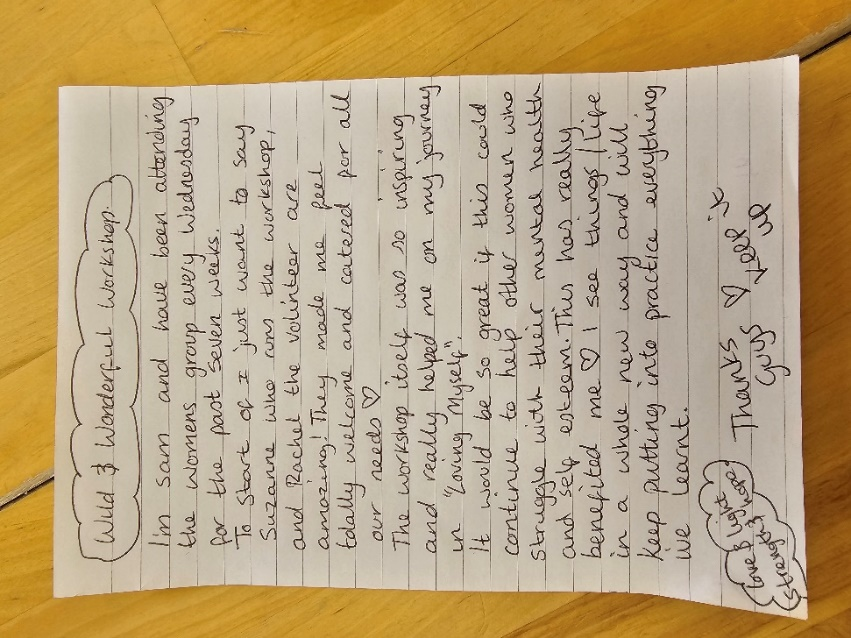 Wild & Wonderful Workshop.
I'm Sam and have been attending
the womens group every Wednesday
for the past seven weeks.
To Start of I just want to say
Suzanne who runs the workshop,
and Rachel the volunteer are
amazing! They made me feel
totally welcome and catered for all
our needs ♡
The workshop itself was so inspiring
and really helped me on my journey
in "Loving Myself".
It would be so great if this could
continue to help other women who
struggle with their mental health
and self esteem. This has really
benefited me ♡ I see things / life
in a whole new way and will
keep putting into practice everything
we learnt.
Love & Light
Strength & hope
Thanks ♡ keep it
Guys up